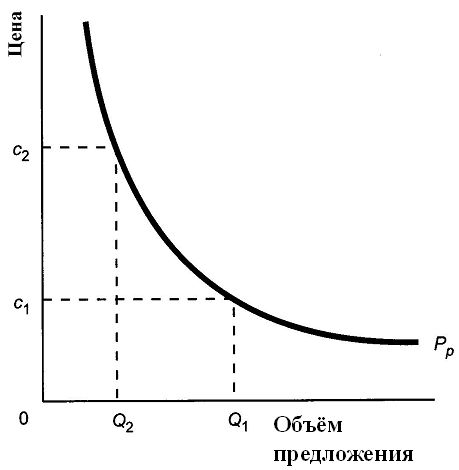 Цена
c2
c1
Pp
0
Q2
Q1
Объём
предложения